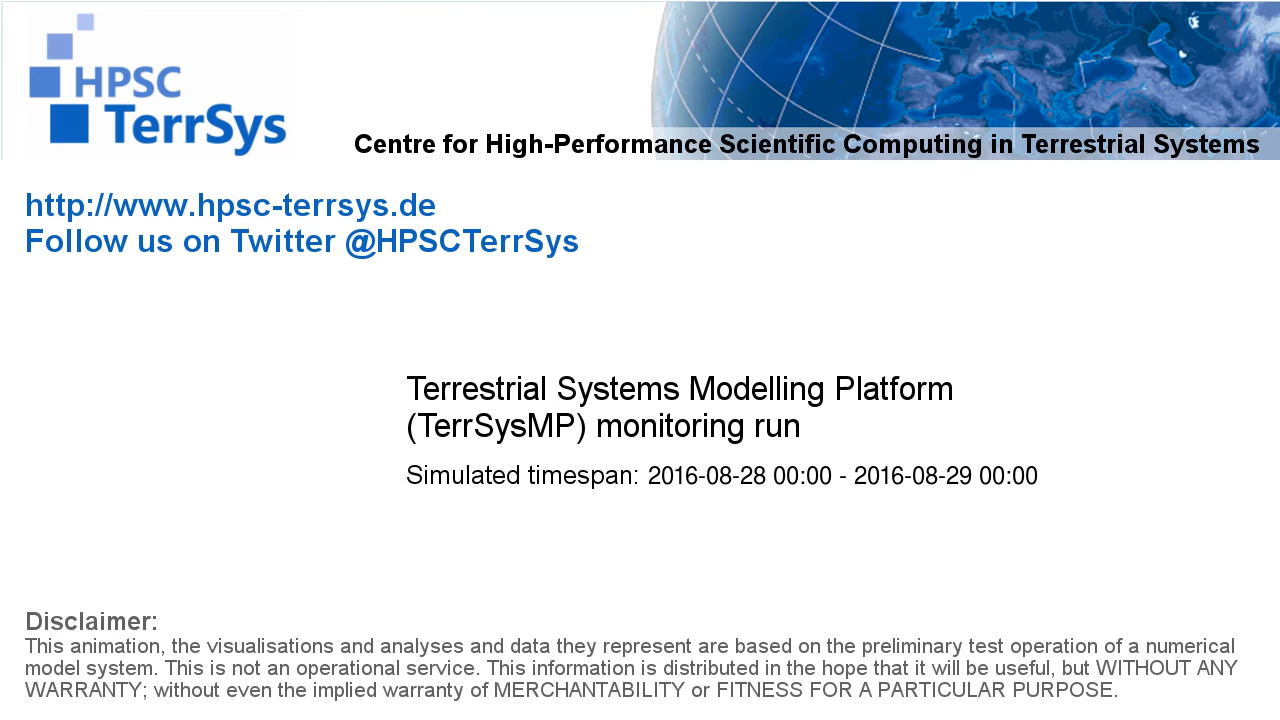 HPSC
TerrSys
Centre for High-Performance Scientific Computing in Terrestrial Systems
http://www.hpsc-terrsys.de
Follow us on Twitter @HPSCTerrSys
Terrestrial Systems Modelling Platform
(TerrSysMP) monitoring run
Simulated timespan: 2016-08-28 00:00 - 2016-08-29 00:00
Disclaimer:
This animation, the visualisations and analyses and data they represent are based on the preliminary test operation of a numerical
model system. This is not an operational service. This information is distributed in the hope that it will be useful, but WITHOUT ANY
WARRANTY; without even the implied warranty of MERCHANTABILITY or FITNESS FOR A PARTICULAR PURPOSE.